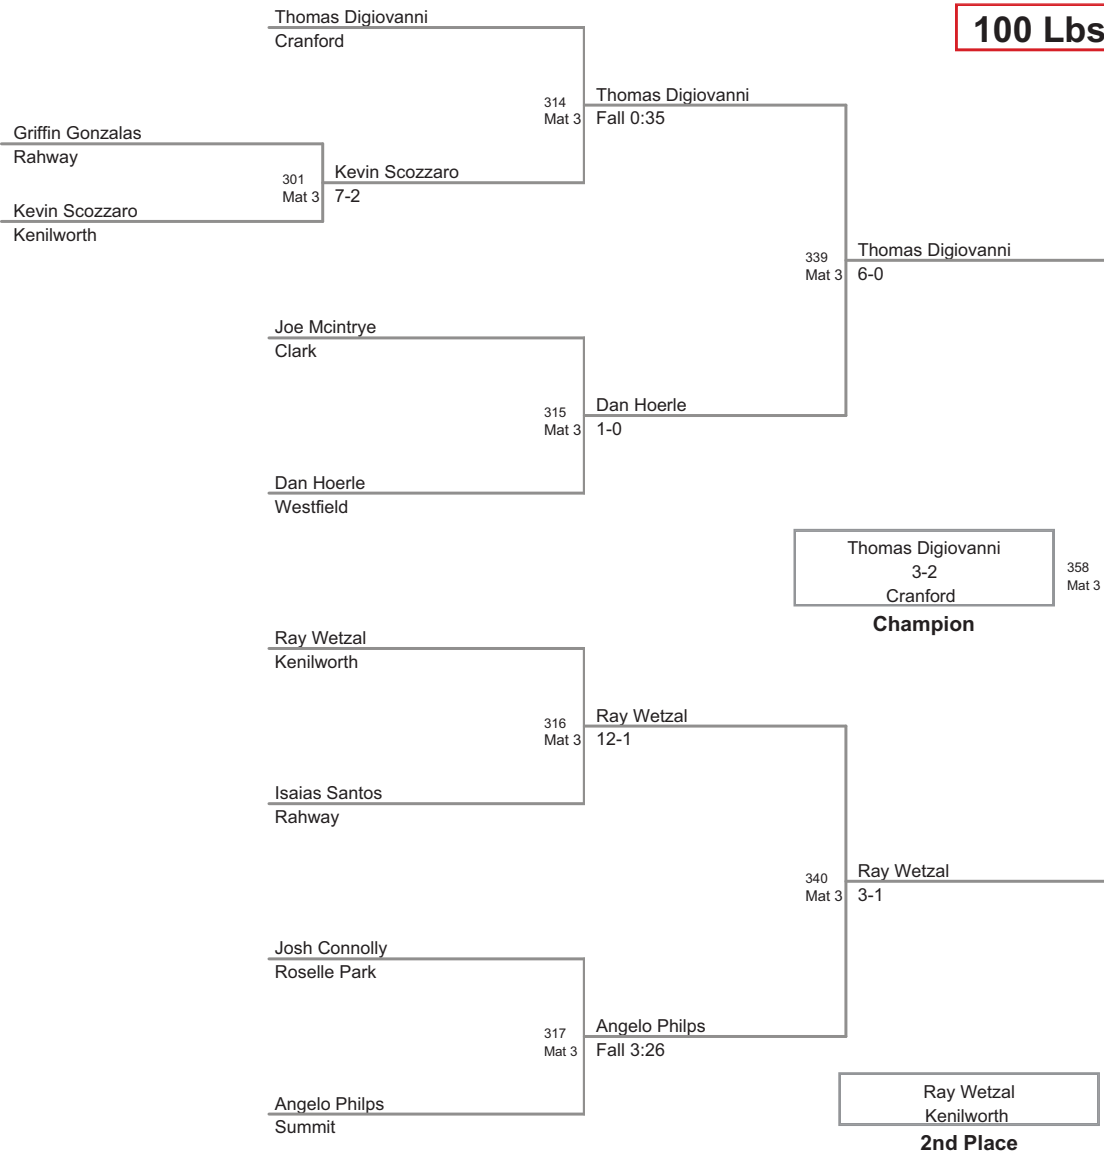 Thomas Digiovanni
Cranford
100 Lbs
314
Mat 3
Thomas Digiovanni
Fall 0:35
Griffin Gonzalas
Rahway
301
Mat 3
Kevin Scozzaro
7-2
Kevin Scozzaro
Kenilworth
339
Mat 3
Thomas Digiovanni
6-0
Joe Mcintrye
Clark
315
Mat 3
Dan Hoerle
1-0
Dan Hoerle
Westfield
Thomas Digiovanni
3-2
Cranford
358
Mat 3
Champion
Ray Wetzal
Kenilworth
316
Mat 3
Ray Wetzal
12-1
Isaias Santos
Rahway
340
Mat 3
Ray Wetzal
3-1
Josh Connolly
Roselle Park
317
Mat 3
Angelo Philps
Fall 3:26
Angelo Philps
Summit
Ray Wetzal
Kenilworth
2nd Place